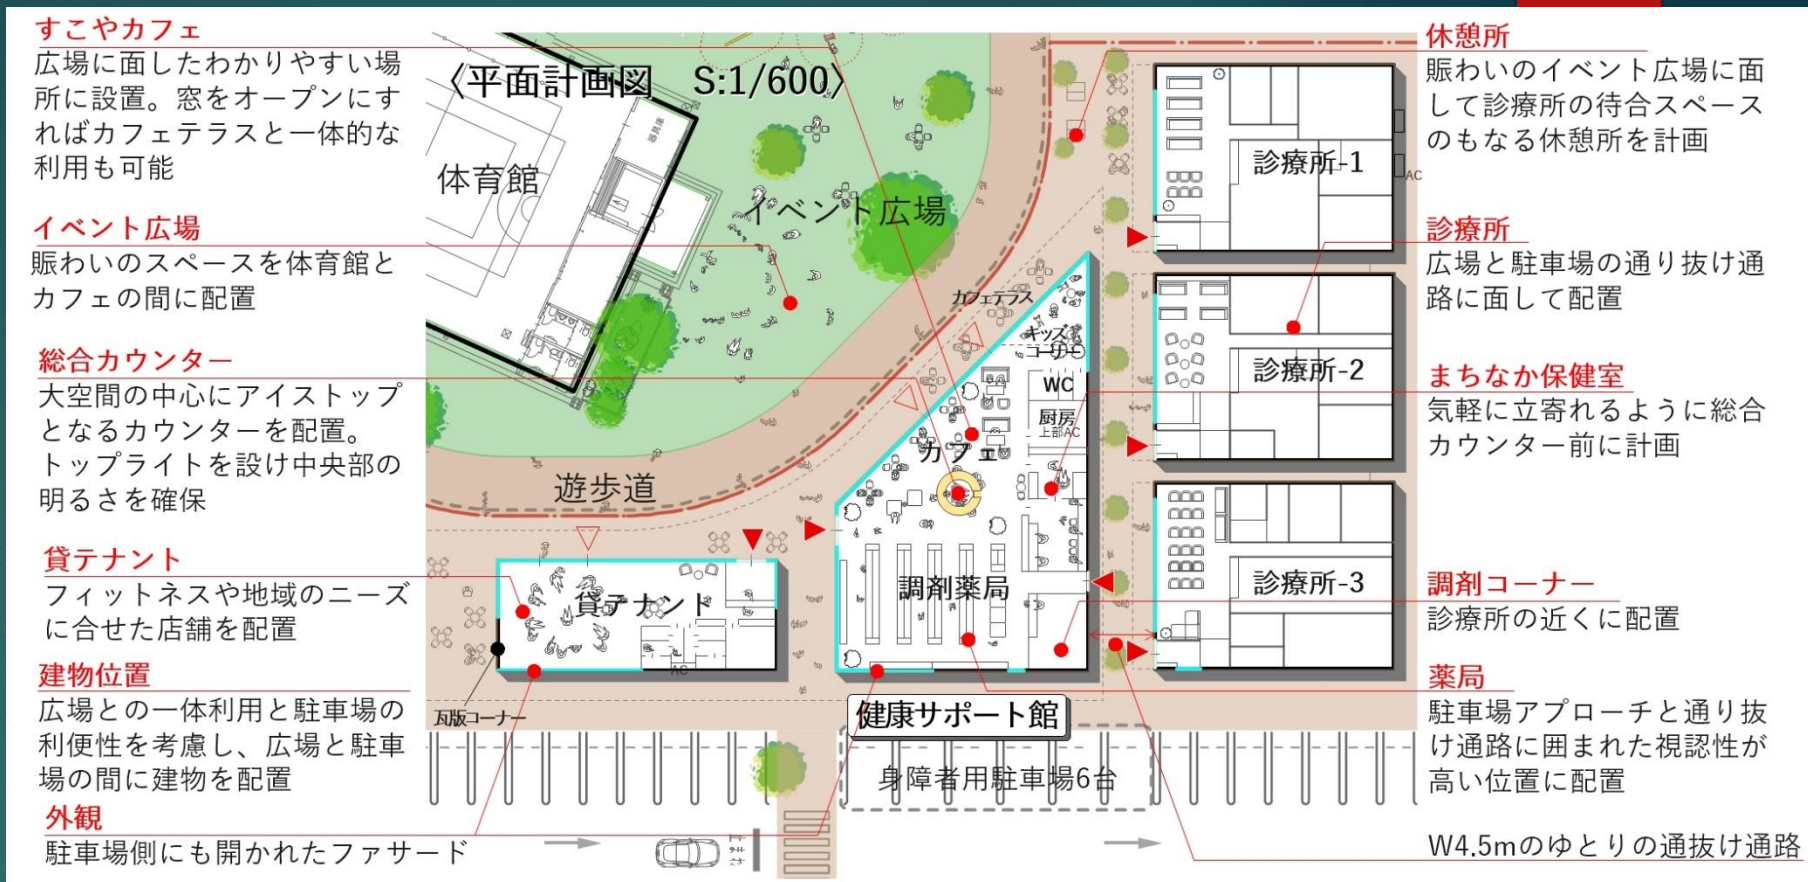 すこやカフェ
広場に面したわかりやすい場
所に設置。窓をオープンにす
ればカフェテラスと一体的な
利用も可能
イベント広場
賑わいのスペースを体育館と
カフェの間に配置
総合カウンター
大空間の中心にアイストップ
となるカウンターを配置。
トップライトを設け中央部の
明るさを確保
貸テナント
フィットネスや地域のニーズ
に合せた店舗を配置
建物位置
広場との一体利用と駐車場の
利便性を考慮し、広場と駐車
場の間に建物を配置
外観
駐車場側にも開かれたファサード
〈平面計画図 S:1/600〉
体育館
イベント広場
遊歩道
カフェテラス
キッズ
コーナー
WC
厨房
上部AC
カフェ
調剤薬局
貸テナント
AC
瓦版コーナー
健康サポート館
身障者用駐車場6台
止まれ
診療所-1
AC
診療所-2
診療所-3
休憩所
賑わいのイベント広場に面
して診療所の待合スペース
のもなる休憩所を計画
診療所
広場と駐車場の通り抜け通
路に面して配置
まちなか保健室
気軽に立寄れるように総合
カウンター前に計画
調剤コーナー
診療所の近くに配置
薬局
駐車場アプローチと通り抜
け通路に囲まれた視認性が
高い位置に配置
W4.5mのゆとりの通抜け通路